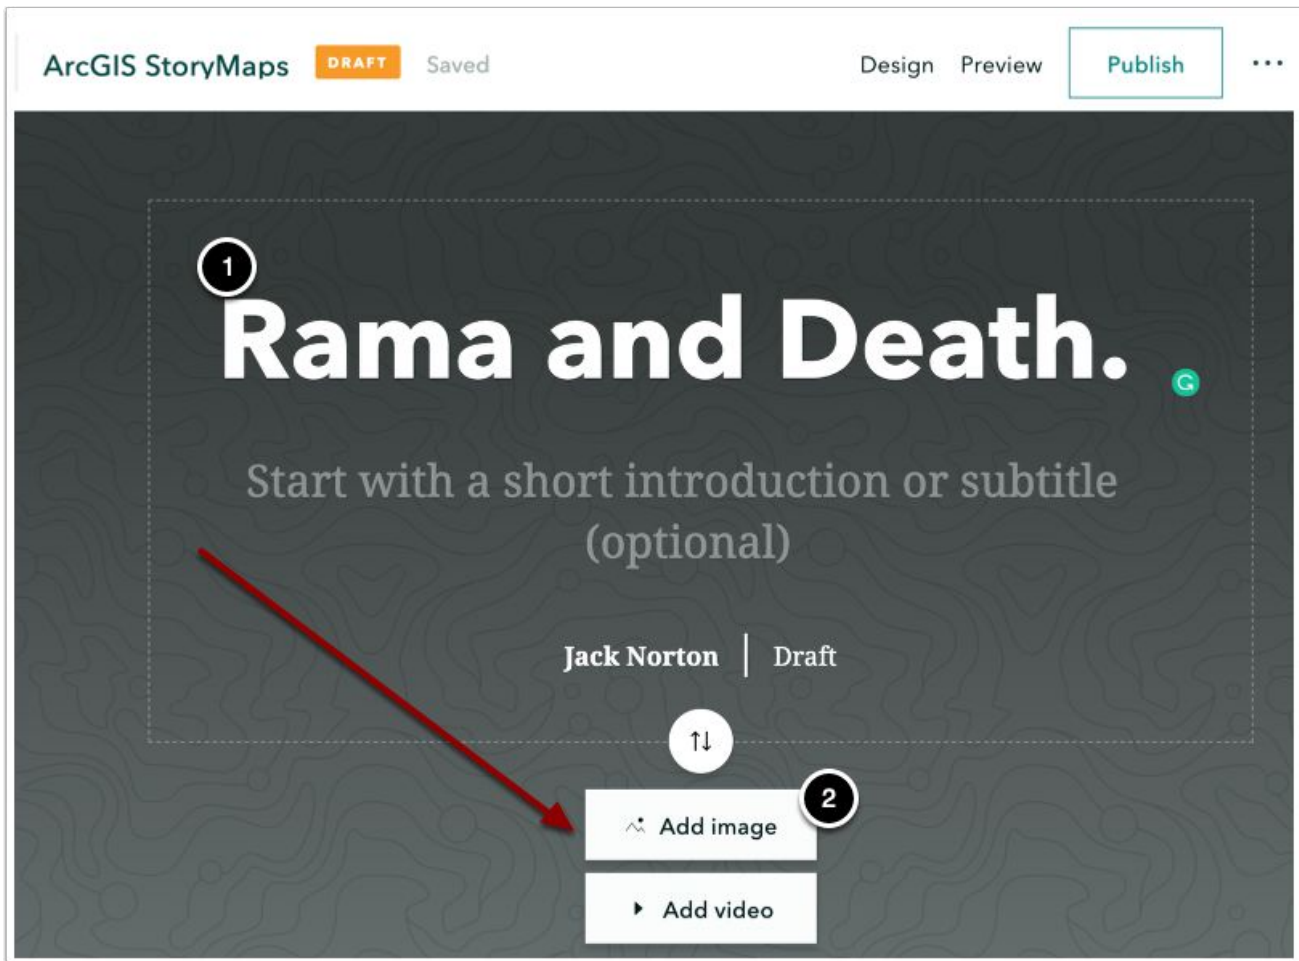 ArcGIS StoryMaps DRAFT Saved Design Preview Publish
1
Rama and Death.
Start with a short introduction or subtitle
(optional)
Jack Norton Draft
2
Add image
Add video